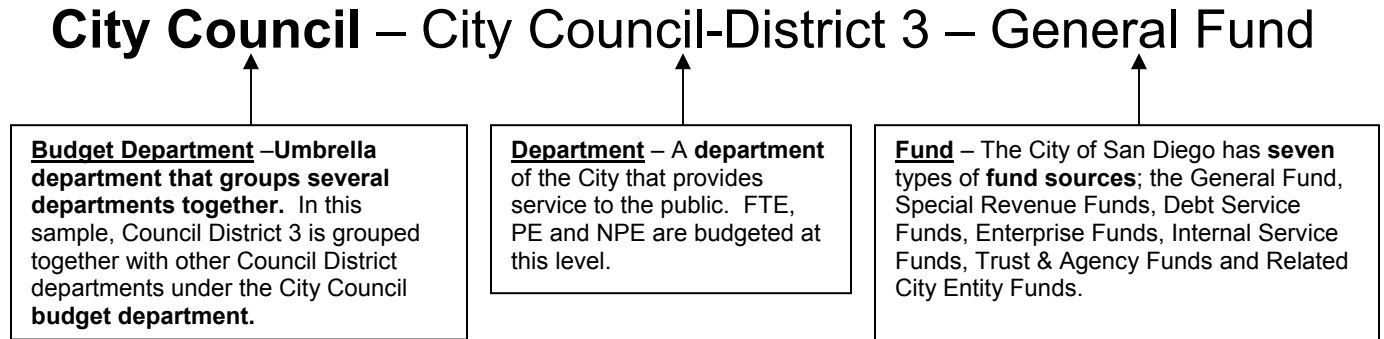 City Council – City Council-District 3 – General Fund
Budget Department –Umbrella
department that groups several
departments together. In this
sample, Council District 3 is grouped
together with other Council District
departments under the City Council
budget department.
Department – A department
of the City that provides
service to the public. FTE,
PE and NPE are budgeted at
this level.
Fund – The City of San Diego has seven
types of fund sources; the General Fund,
Special Revenue Funds, Debt Service
Funds, Enterprise Funds, Internal Service
Funds, Trust & Agency Funds and Related
City Entity Funds.